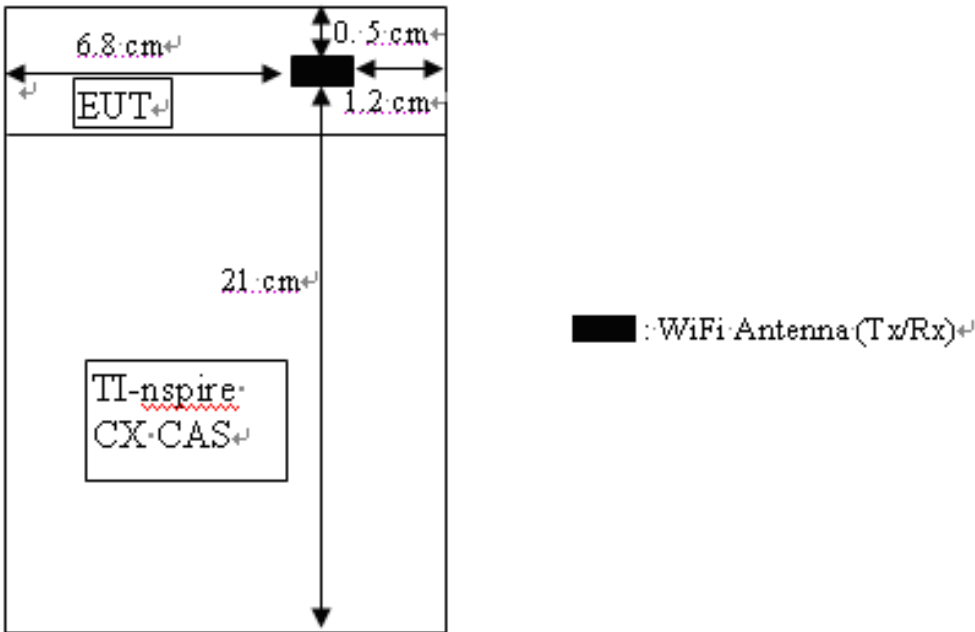 6.8 cm
0. 5 cm
EUT
1.2 cm
21 cm
: WiFi Antenna (Tx/Rx)
TI-nspire
CX CAS